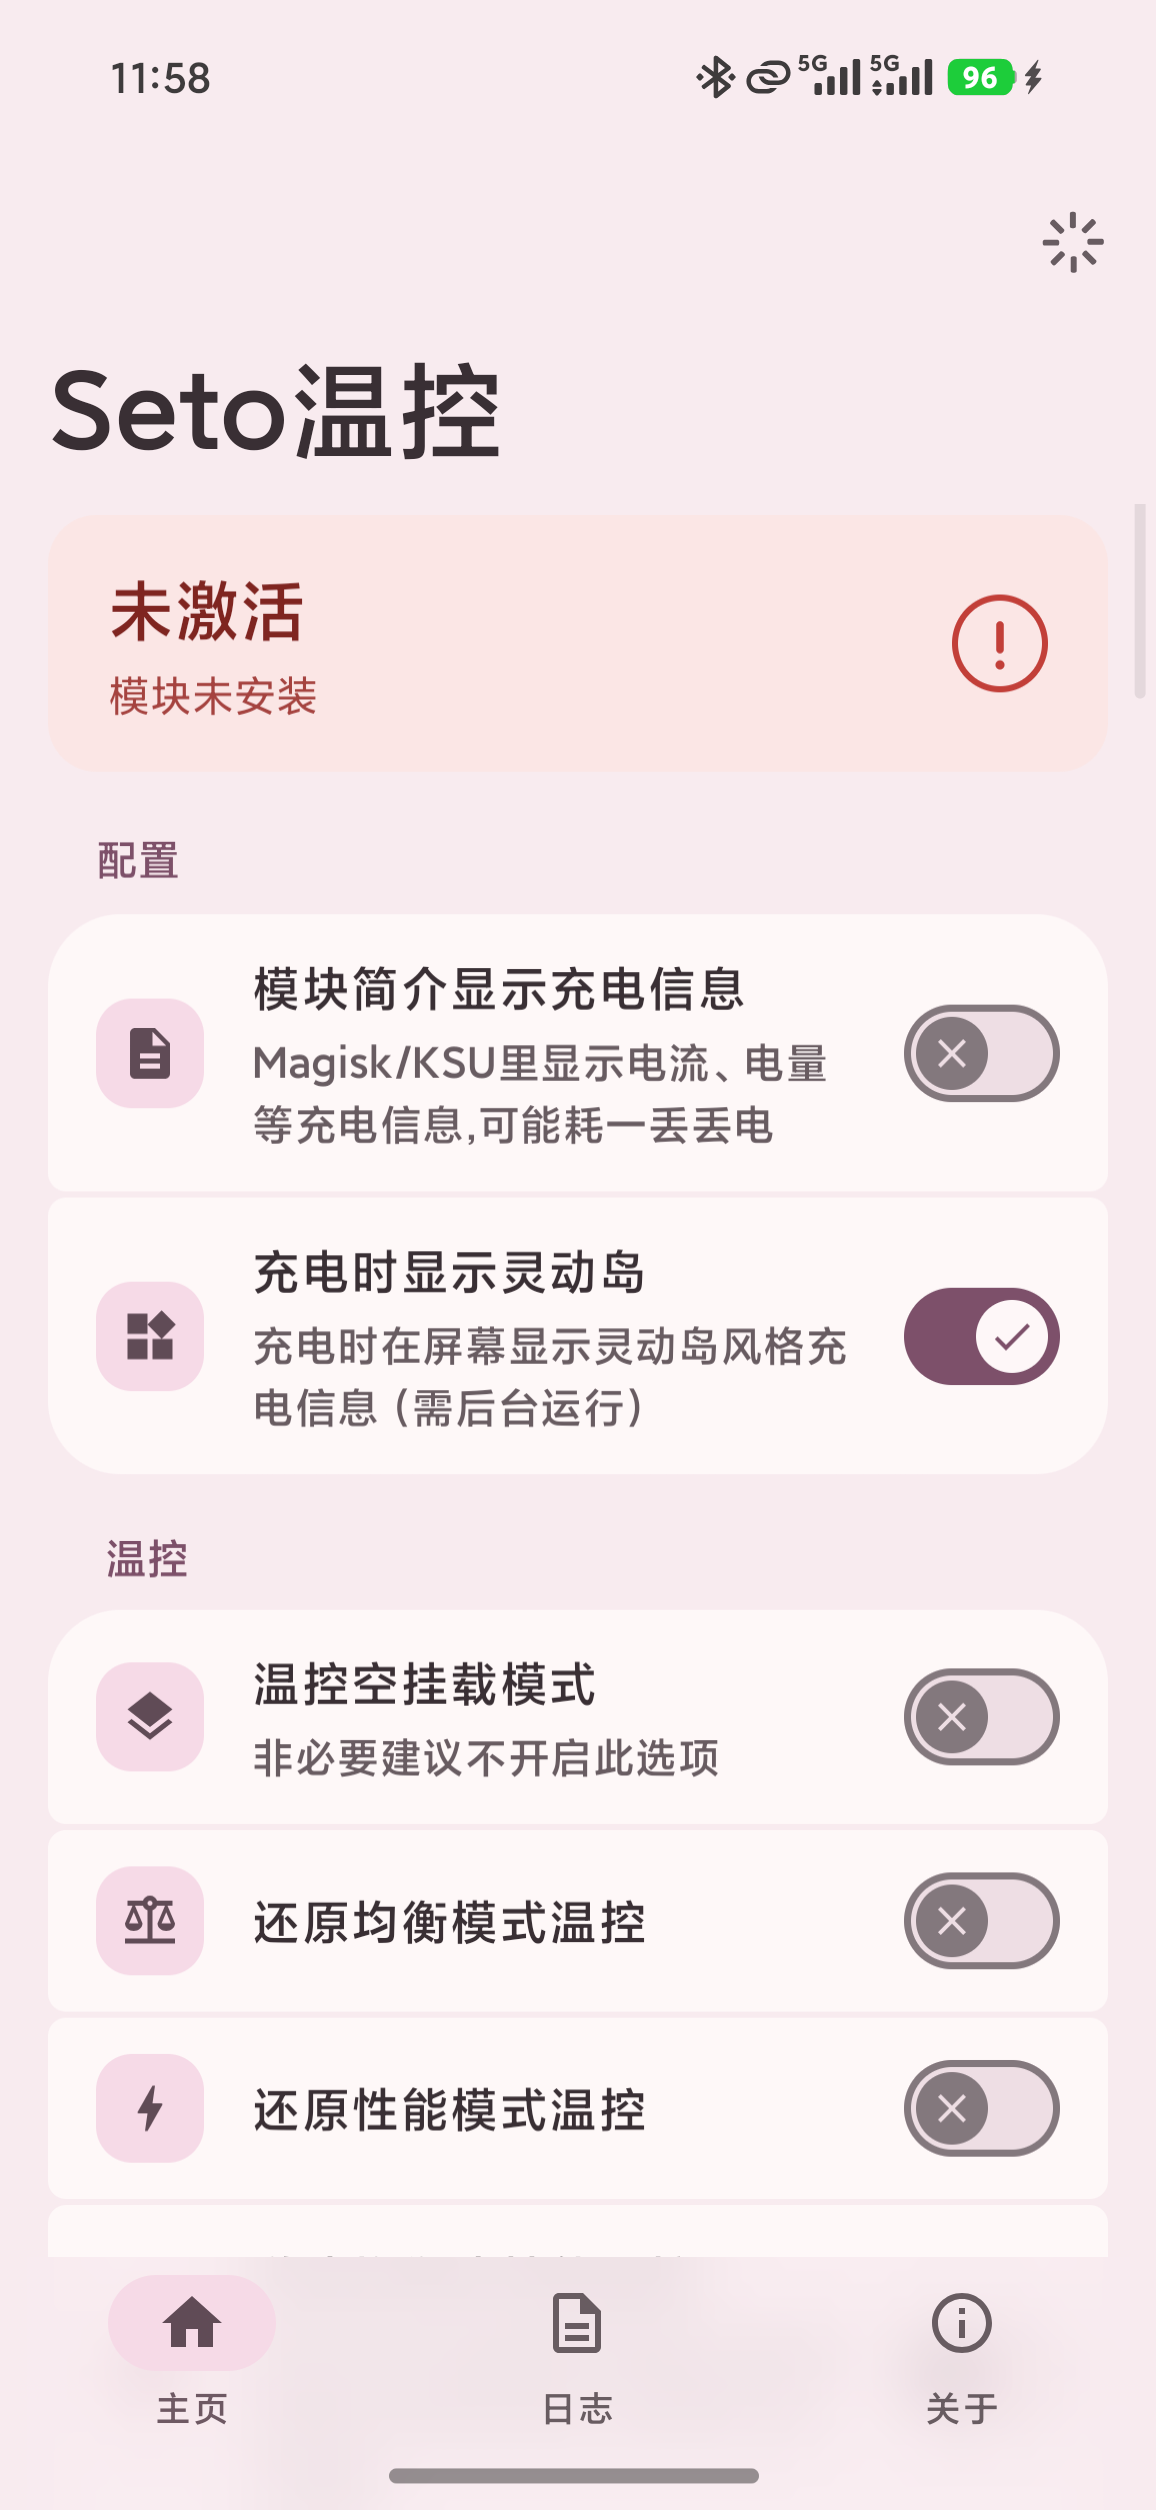 11:58
5G 5G 96
Seto温控
未激活
模块未安装
配置
模块简介显示充电信息
Magisk/KSU里显示电流、电量
等充电信息,可能耗一丢丢电
充电时显示灵动鸟
充电时在屏幕显示灵动岛风格充
电信息（需后台运行）
温控
温控空挂载模式
非必要建议不开启此选项
还原均衡模式温控
还原性能模式温控
主页
日志
关于